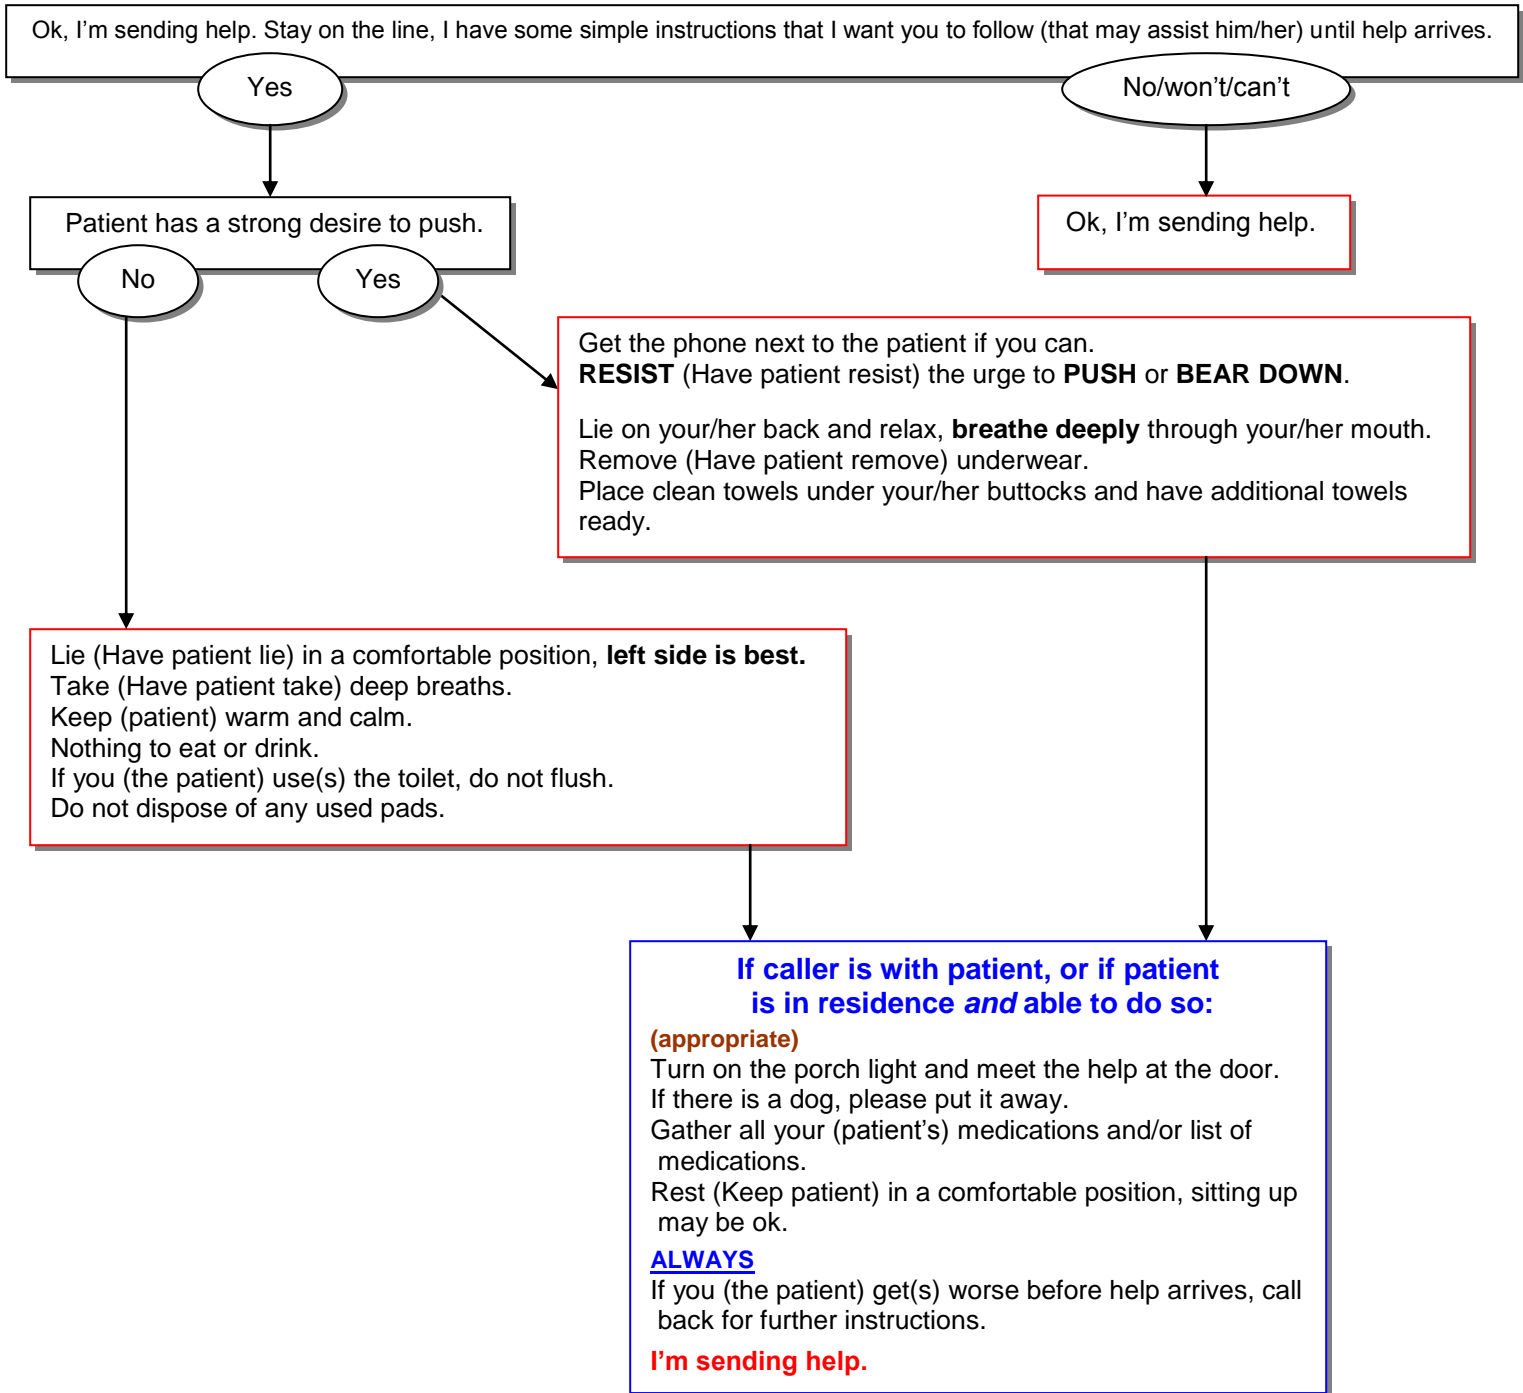 Ok, I'm sending help. Stay on the line, I have some simple instructions that I want you to follow (that may assist him/her) until help arrives.
Yes
No/won't/can't
Patient has a strong desire to push.
Ok, I'm sending help.
No
Yes
Get the phone next to the patient if you can.
RESIST (Have patient resist) the urge to PUSH or BEAR DOWN.
Lie on your/her back and relax, breathe deeply through your/her mouth.
Remove (Have patient remove) underwear.
Place clean towels under your/her buttocks and have additional towels
ready.
Lie (Have patient lie) in a comfortable position, left side is best.
Take (Have patient take) deep breaths.
Keep (patient) warm and calm.
Nothing to eat or drink.
If you (the patient) use(s) the toilet, do not flush.
Do not dispose of any used pads.
If caller is with patient, or if patient
is in residence and able to do so:
(appropriate)
Turn on the porch light and meet the help at the door.
If there is a dog, please put it away.
Gather all your (patient's) medications and/or list of
medications.
Rest (Keep patient) in a comfortable position, sitting up
may be ok.
ALWAYS
If you (the patient) get(s) worse before help arrives, call
back for further instructions.
I'm sending help.